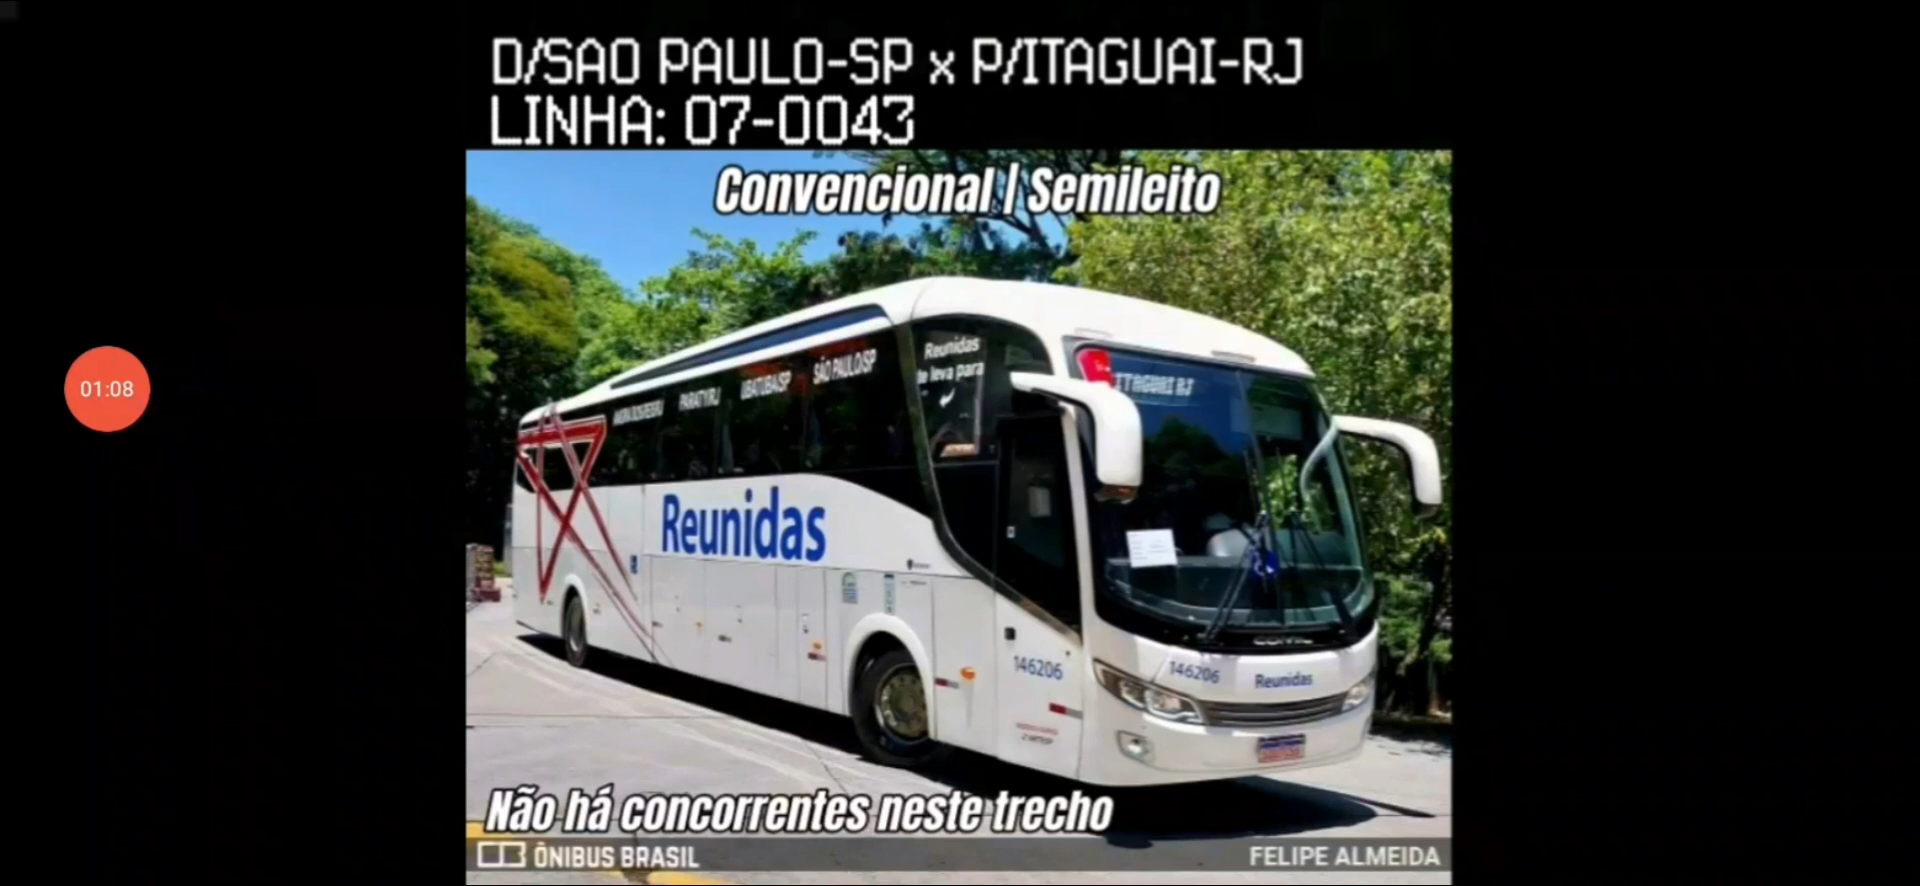 D/SAO PAULO-SP x P/ITAGUAI-RJ
LINHA: 07-0043
Convencional | Semileito
01:08
Reunidas
te leva para
SÃO PAULO/SP
UBATUBA/SP
PARATY/RJ
ITAGUAI RJ
Reunidas
146206
146206
Reunidas
Não há concorrentes neste trecho
ÔNIBUS BRASIL
FELIPE ALMEIDA